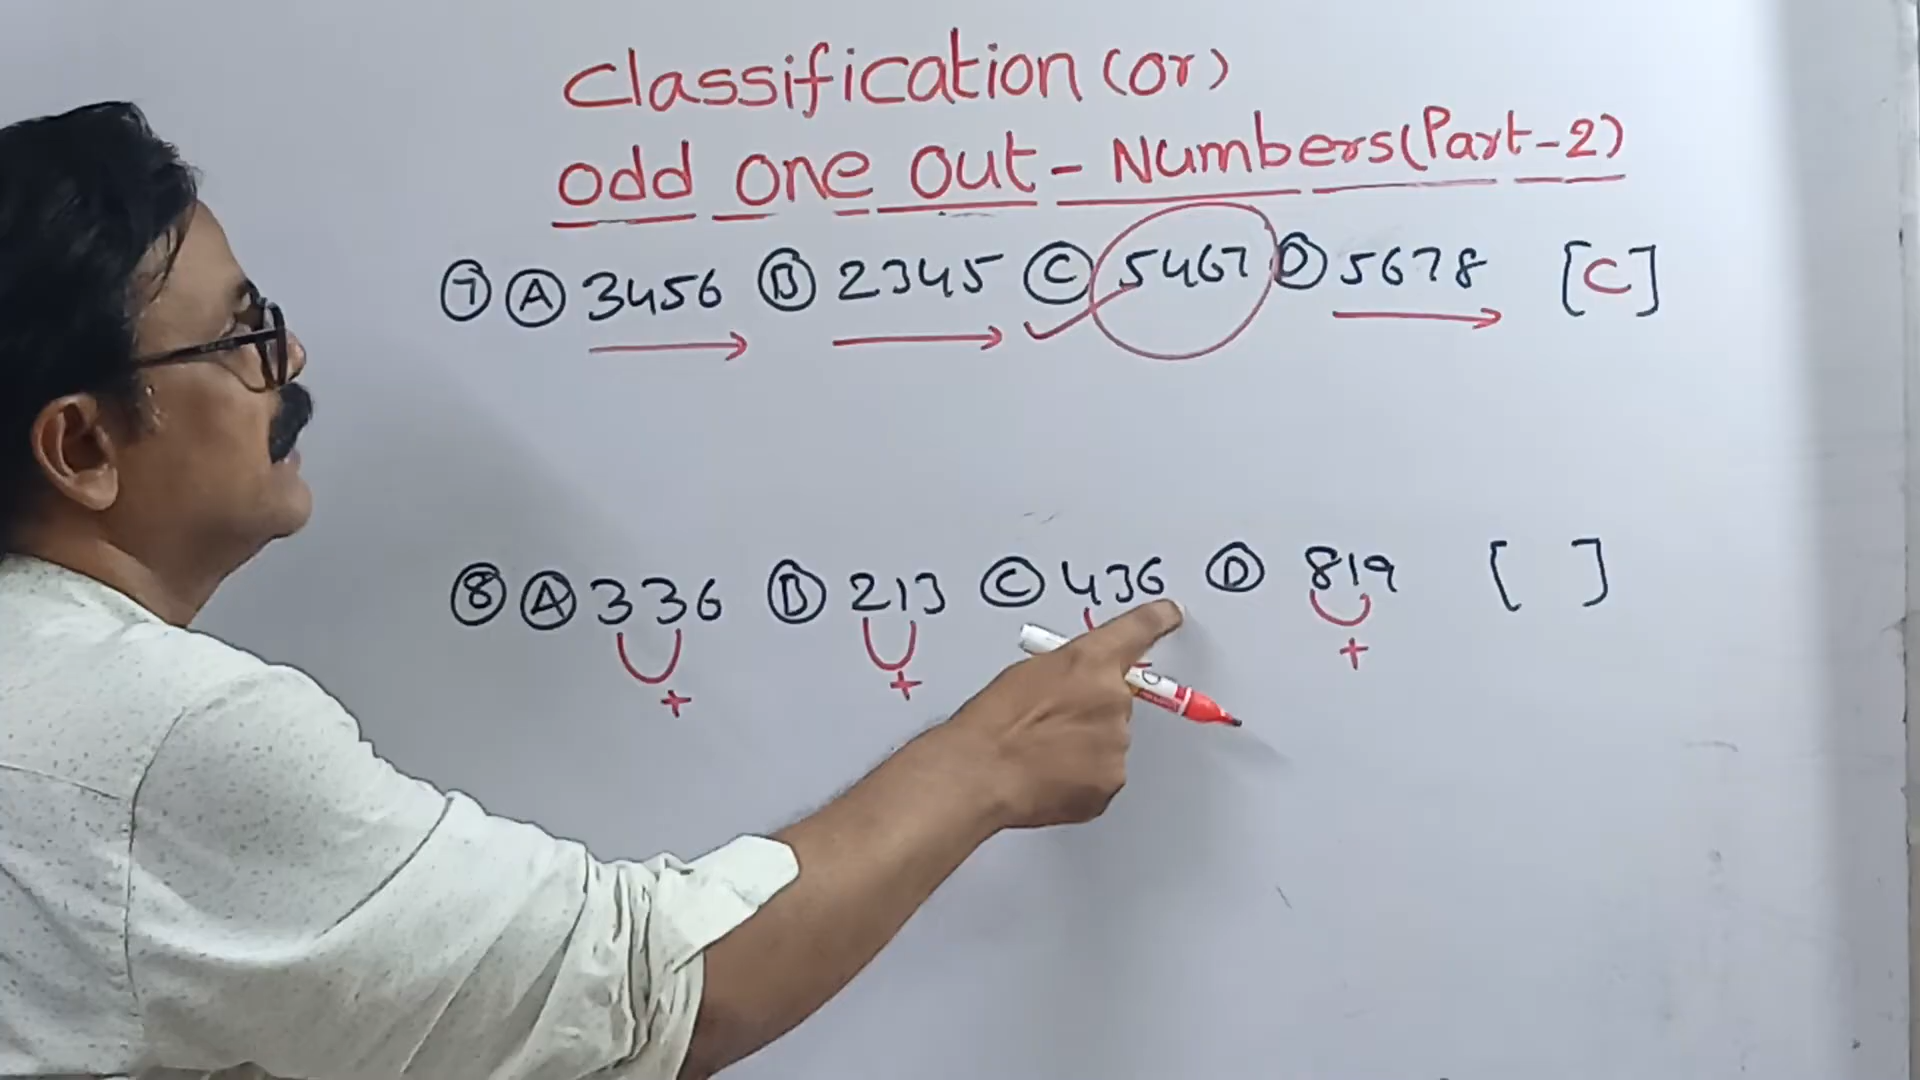 Classification (or)
odd one out - Numbers (Part-2)
7 A 3456 B 2345 C 5467 D 5678 [C]
8 A 336 B 213 C 436 D 819 [ ]
+ + +